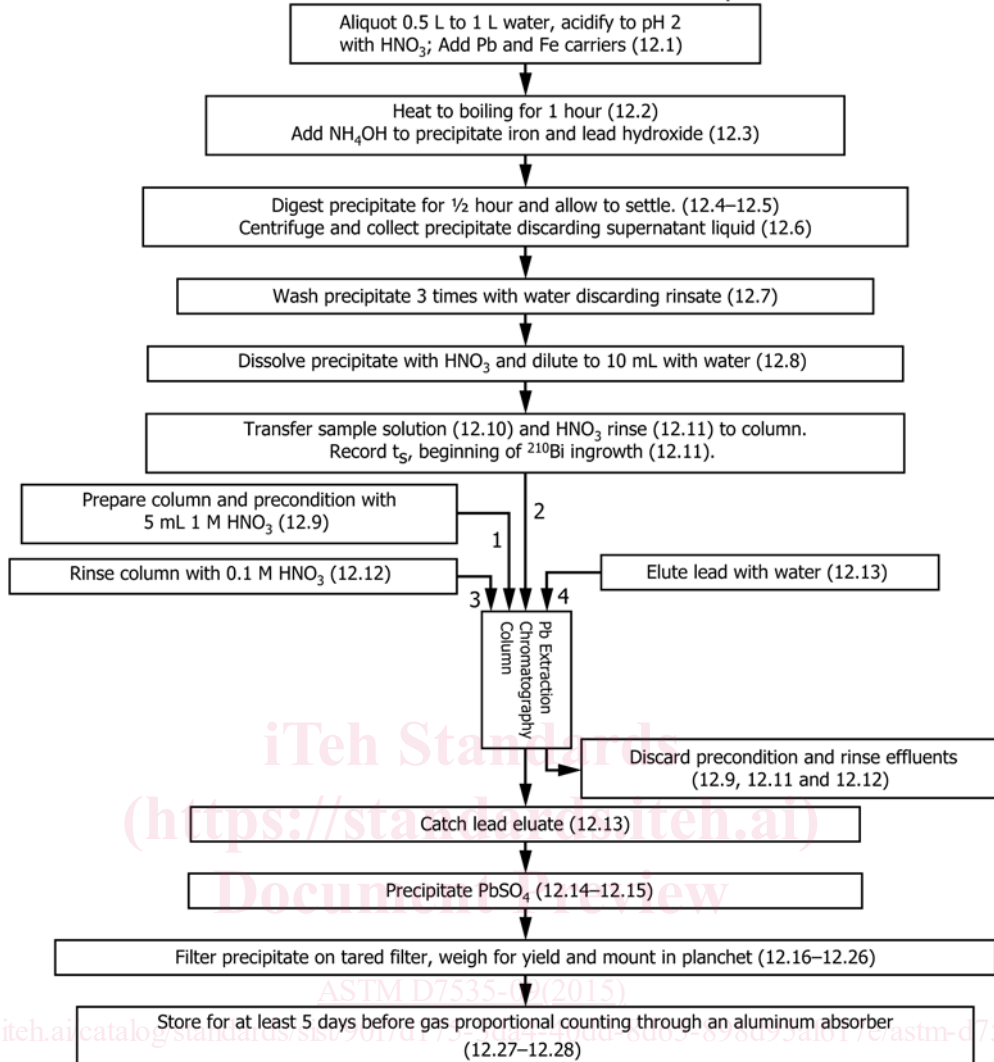 Aliquot 0.5 L to 1 L water, acidify to pH 2
with HNO₃; Add Pb and Fe carriers (12.1)
Heat to boiling for 1 hour (12.2)
Add NH₄OH to precipitate iron and lead hydroxide (12.3)
Digest precipitate for ½ hour and allow to settle. (12.4–12.5)
Centrifuge and collect precipitate discarding supernatant liquid (12.6)
Wash precipitate 3 times with water discarding rinsate (12.7)
Dissolve precipitate with HNO₃ and dilute to 10 mL with water (12.8)
Transfer sample solution (12.10) and HNO₃ rinse (12.11) to column.
Record tₛ, beginning of ²¹⁰Bi ingrowth (12.11).
Prepare column and precondition with
5 mL 1 M HNO₃ (12.9)
1
2
Rinse column with 0.1 M HNO₃ (12.12)
3
4
Elute lead with water (12.13)
Pb Extraction
Chromatography
Column
iTeh Standards
Discard precondition and rinse effluents
(12.9, 12.11 and 12.12)
(https://standards.iteh.ai)
Catch lead eluate (12.13)
Precipitate PbSO₄ (12.14–12.15)
Document Preview
Filter precipitate on tared filter, weigh for yield and mount in planchet (12.16–12.26)
ASTM D7535-09(2015)
Store for at least 5 days before gas proportional counting through an aluminum absorber
(12.27–12.28)